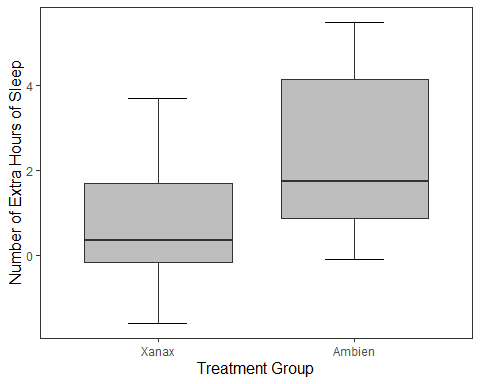 Number of Extra Hours of Sleep
4
2
0
Xanax
Ambien
Treatment Group